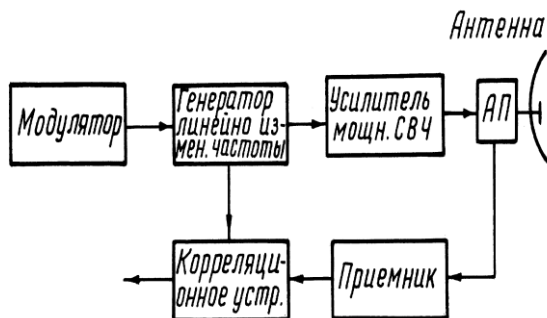 Антенна
Модулятор
Генератор
линейно из-
мен. частоты
Усилитель
мощн. СВЧ
АП
Корреляци-
онное устр.
Приемник